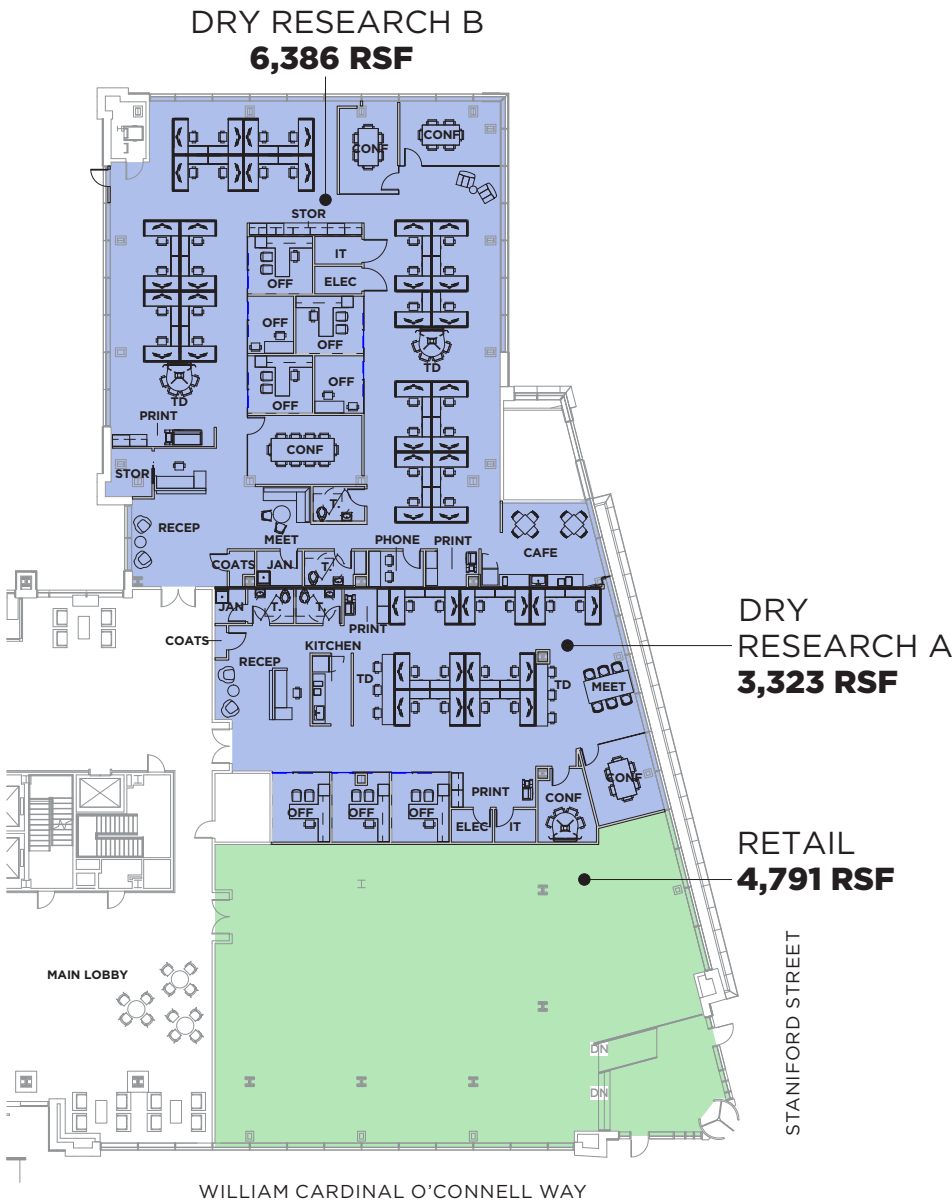 DRY RESEARCH B
6,386 RSF
CONF
CONF
STOR
IT
OFF
ELEC
OFF
OFF
OFF
OFF
TD
TD
PRINT
CONF
STOR
T.
RECEP
MEET
PHONE
PRINT
CAFE
COATS
JAN
T.
JAN
T.
T.
PRINT
COATS
KITCHEN
RECEP
TD
TD
MEET
DRY
RESEARCH A
3,323 RSF
CONF
PRINT
CONF
OFF
OFF
OFF
ELEC
IT
RETAIL
4,791 RSF
MAIN LOBBY
STANIFORD STREET
DN
DN
WILLIAM CARDINAL O'CONNELL WAY